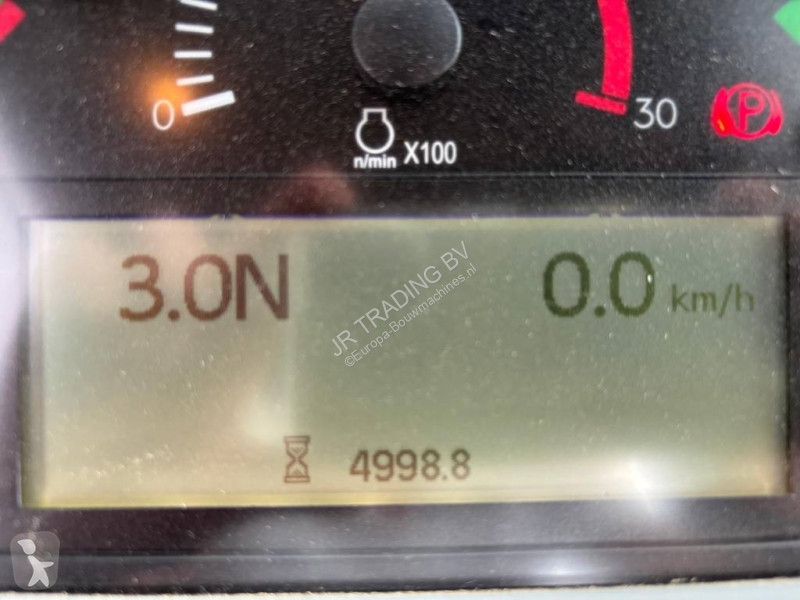 0
30
P
n/min X100
3.0N
0.0 km/h
JR TRADING BV
©Europa-Bouwmachines.nl
4998.8